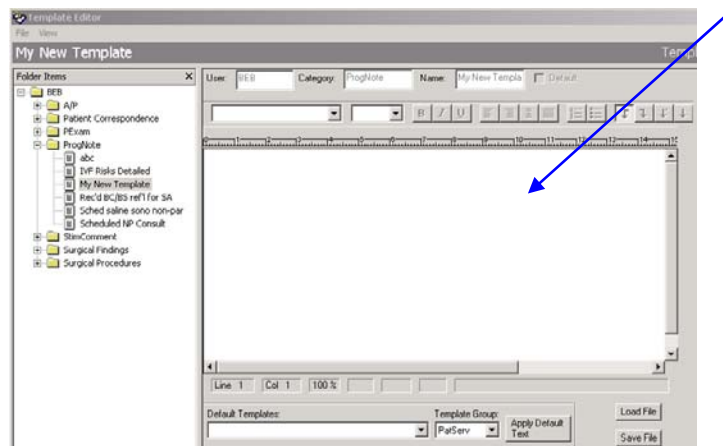 Template Editor
File View
My New Template Templ
Folder Items X
BEB
A/P
Patient Correspondence
PExam
ProgNote
abc
IVF Risks Detailed
My New Template
Rec'd BC/BS ref'l for SA
Sched saline sono non-par
Scheduled NP Consult
StimComment
Surgical Findings
Surgical Procedures
User: BEB Category: ProgNote Name: My New Templa Default
B I U
Line 1 Col 1 100 %
Default Templates: Template Group:
PatServ
Apply Default
Text
Load File
Save File